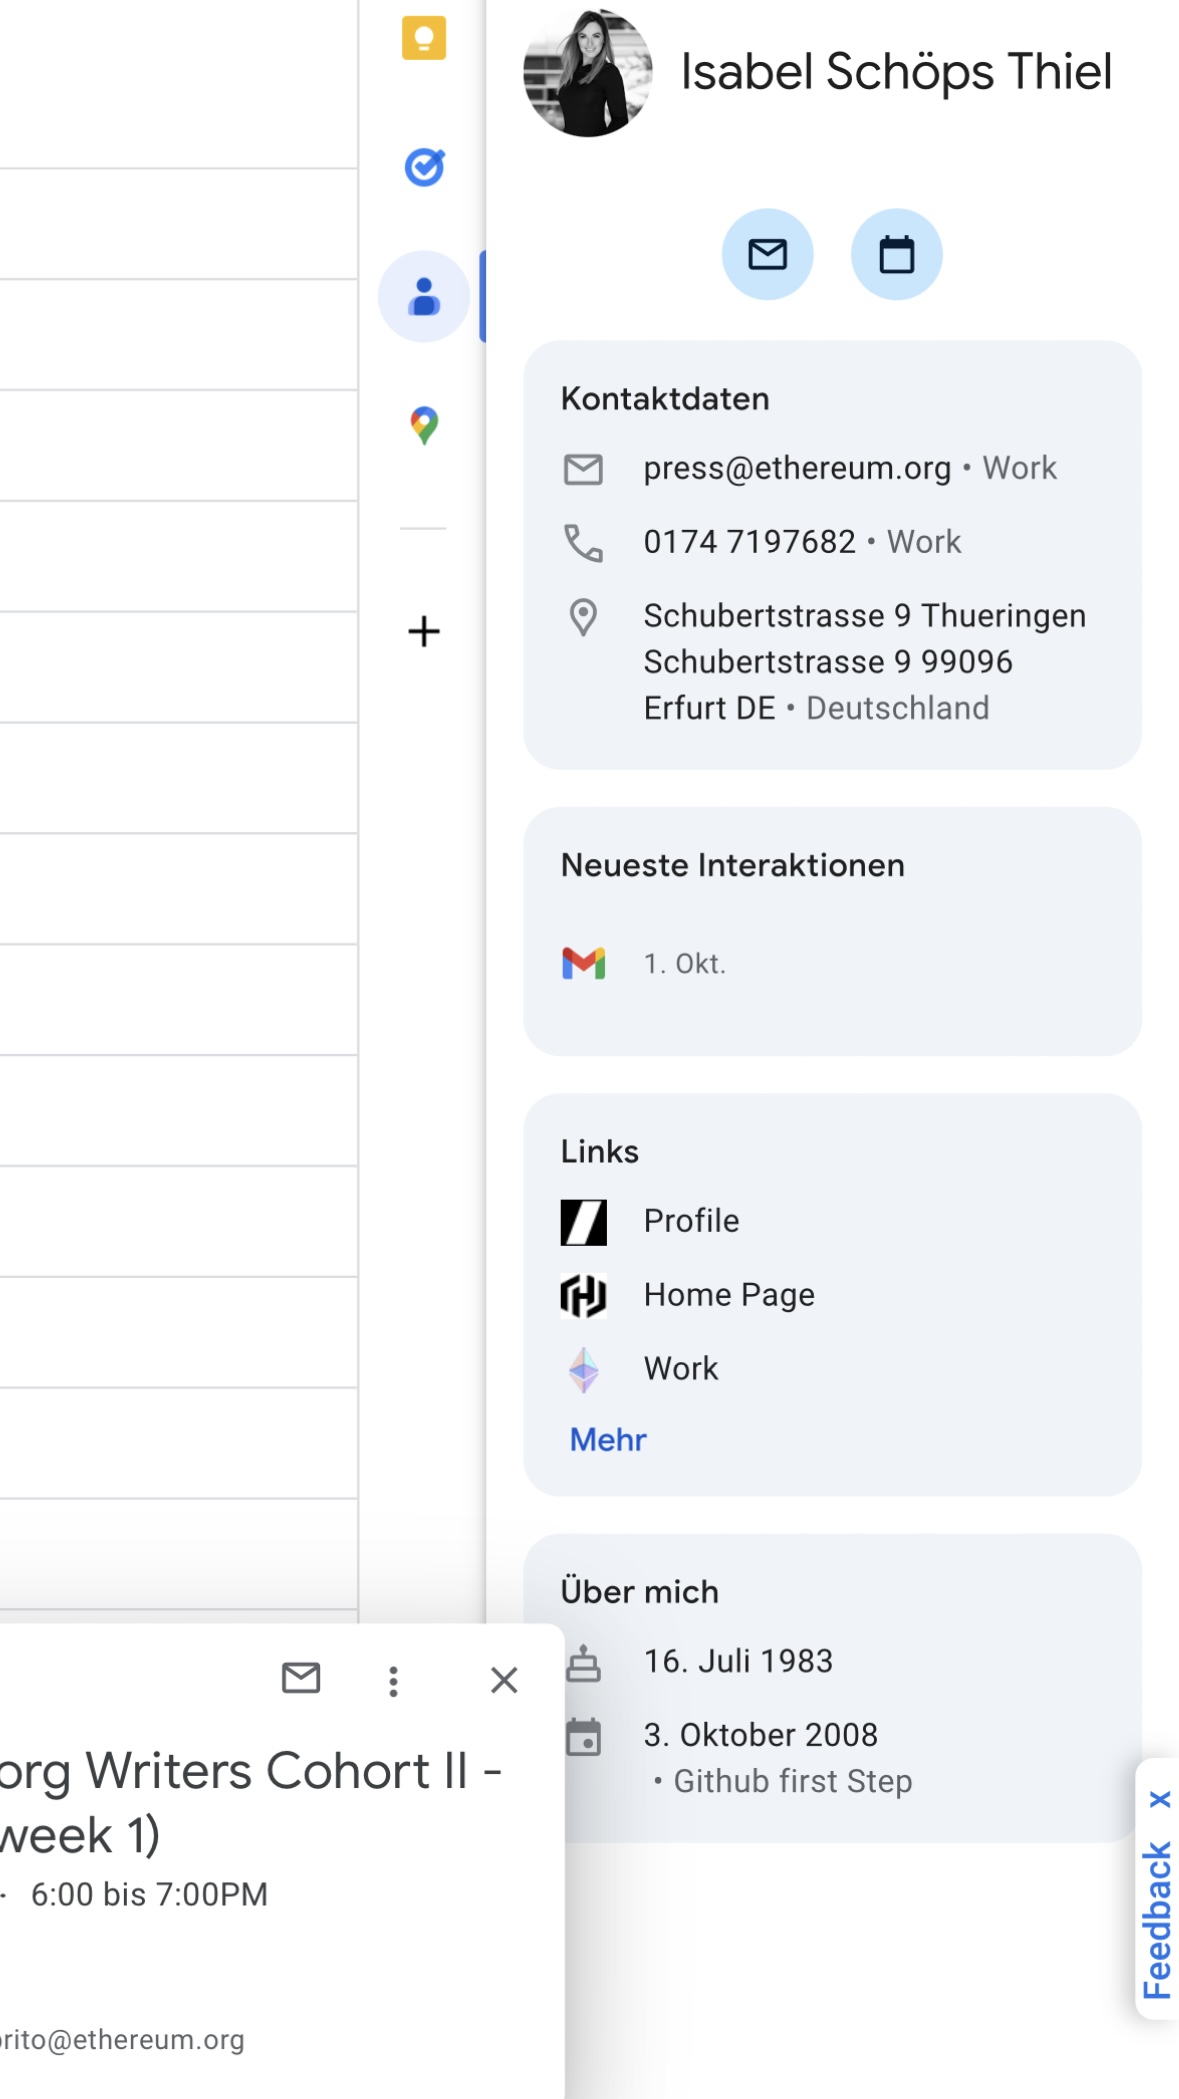 Isabel Schöps Thiel
Kontaktdaten
press@ethereum.org • Work
0174 7197682 • Work
Schubertstrasse 9 Thueringen
Schubertstrasse 9 99096
Erfurt DE • Deutschland
Neueste Interaktionen
1. Okt.
Links
Profile
Home Page
Work
Mehr
Über mich
16. Juli 1983
3. Oktober 2008
• Github first Step
org Writers Cohort II -
week 1)
· 6:00 bis 7:00PM
brito@ethereum.org
Feedback x